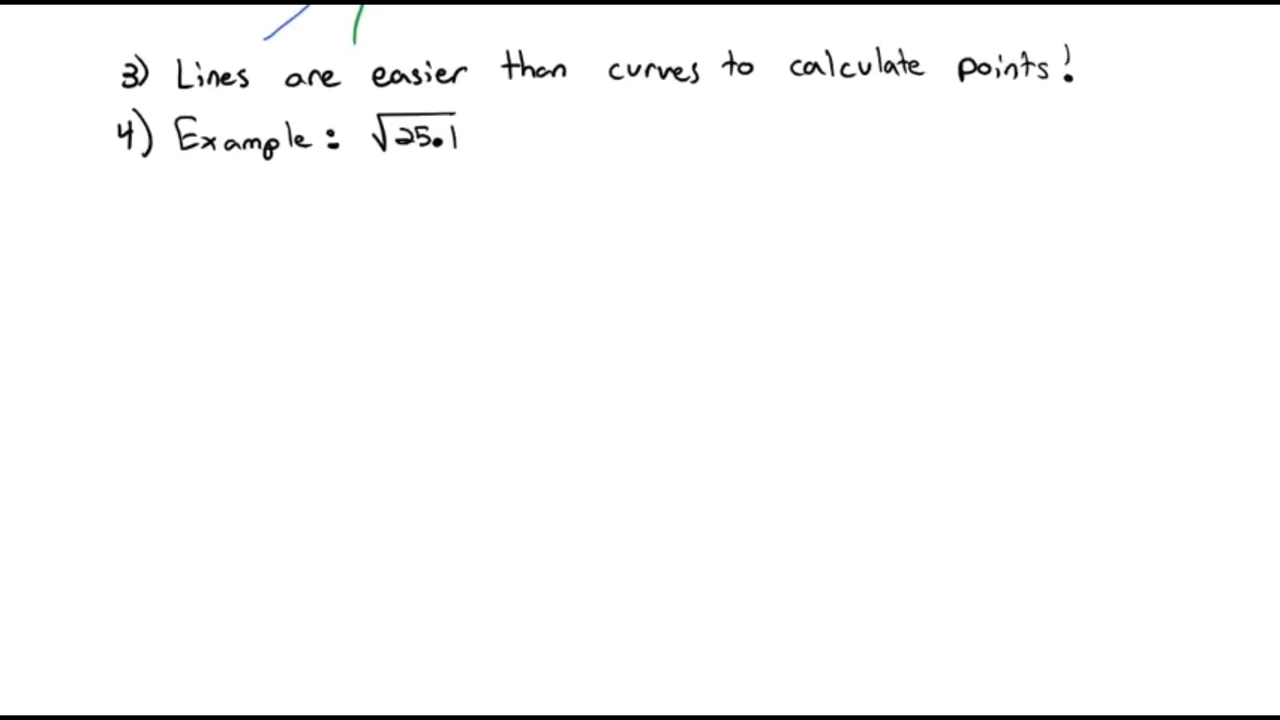 3) Lines are easier than curves to calculate points!
4) Example: √25.1